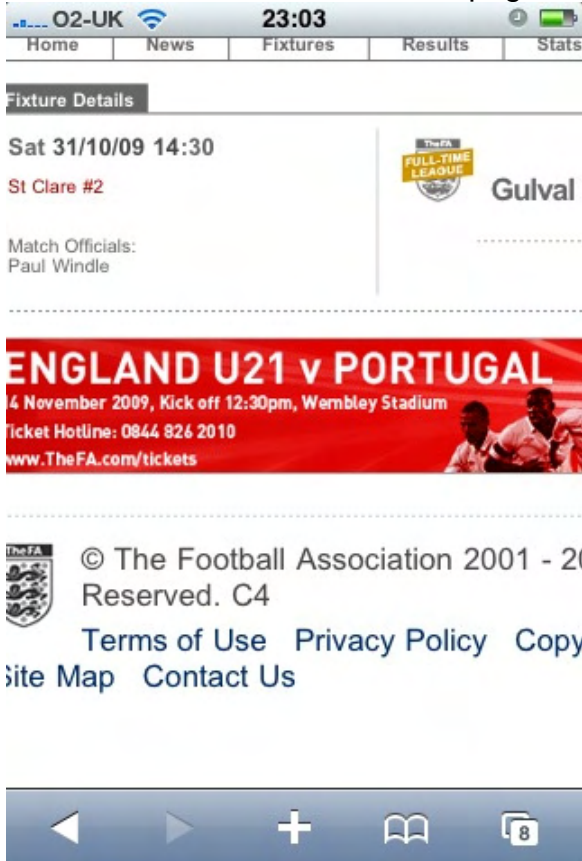 O2-UK 23:03
Home News Fixtures Results Stats
Fixture Details
Sat 31/10/09 14:30
St Clare #2
Match Officials:
Paul Windle
TheFA
FULL-TIME
LEAGUE
Gulval
ENGLAND U21 v PORTUGAL
14 November 2009, Kick off 12:30pm, Wembley Stadium
Ticket Hotline: 0844 826 2010
www.TheFA.com/tickets
TheFA
© The Football Association 2001 - 20
Reserved. C4
Terms of Use Privacy Policy Copy
Site Map Contact Us
8